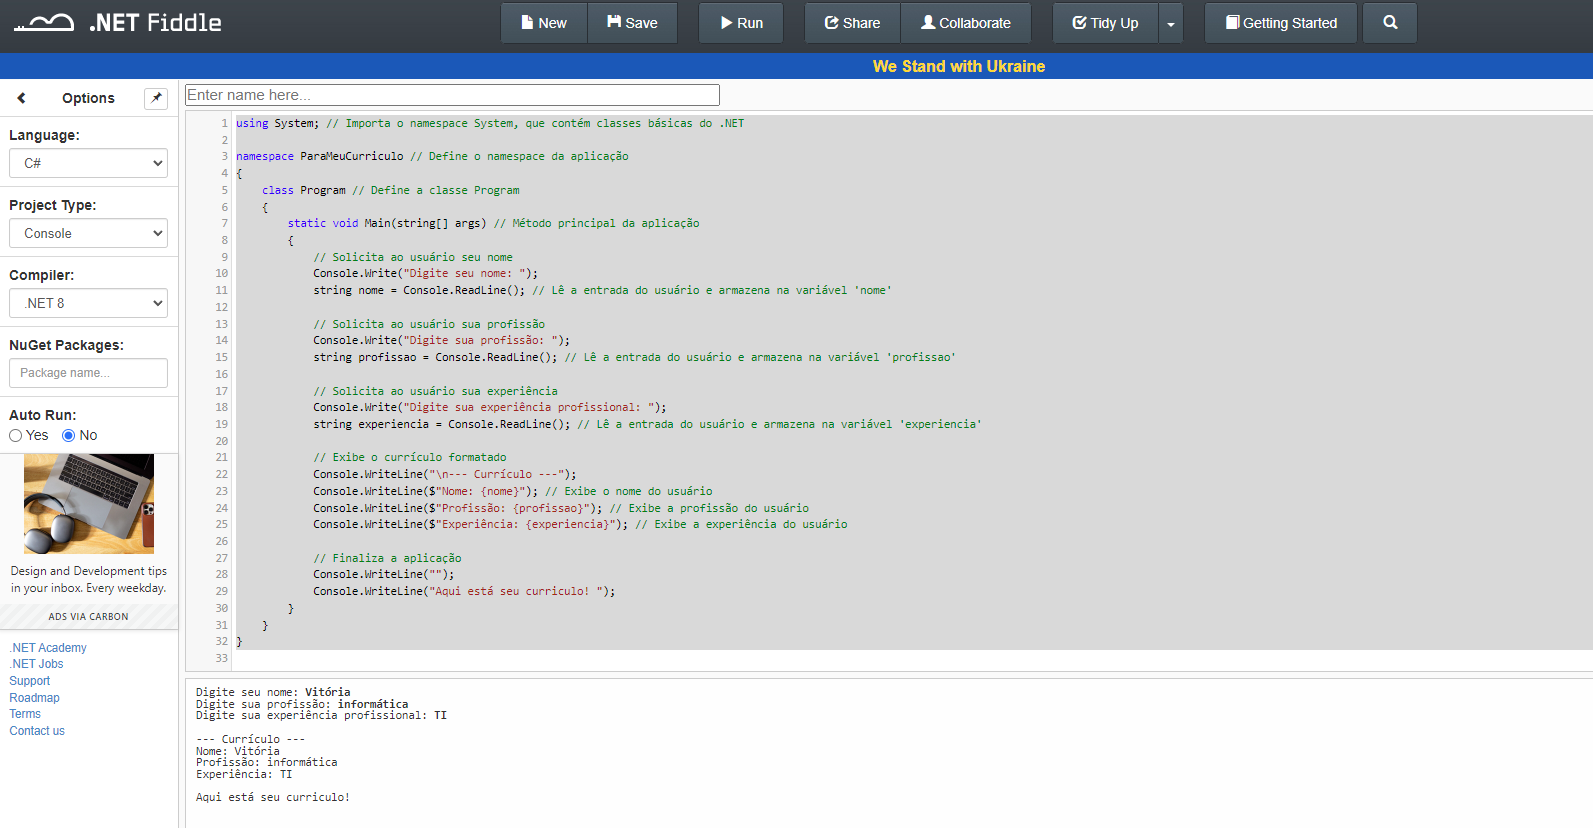 .NET Fiddle
New Save Run Share Collaborate Tidy Up Getting Started
We Stand with Ukraine
Options
Language:
C#
Project Type:
Console
Compiler:
.NET 8
NuGet Packages:
Package name...
Auto Run:
Yes No
Design and Development tips
in your inbox. Every weekday.
ADS VIA CARBON
.NET Academy
.NET Jobs
Support
Roadmap
Terms
Contact us
Enter name here...
1 using System; // Importa o namespace System, que contém classes básicas do .NET
2
3 namespace ParaMeuCurriculo // Define o namespace da aplicação
4 {
5     class Program // Define a classe Program
6     {
7         static void Main(string[] args) // Método principal da aplicação
8         {
9             // Solicita ao usuário seu nome
10             Console.Write("Digite seu nome: ");
11             string nome = Console.ReadLine(); // Lê a entrada do usuário e armazena na variável 'nome'
12
13             // Solicita ao usuário sua profissão
14             Console.Write("Digite sua profissão: ");
15             string profissao = Console.ReadLine(); // Lê a entrada do usuário e armazena na variável 'profissao'
16
17             // Solicita ao usuário sua experiência
18             Console.Write("Digite sua experiência profissional: ");
19             string experiencia = Console.ReadLine(); // Lê a entrada do usuário e armazena na variável 'experiencia'
20
21             // Exibe o currículo formatado
22             Console.WriteLine("\n--- Currículo ---");
23             Console.WriteLine($"Nome: {nome}"); // Exibe o nome do usuário
24             Console.WriteLine($"Profissão: {profissao}"); // Exibe a profissão do usuário
25             Console.WriteLine($"Experiência: {experiencia}"); // Exibe a experiência do usuário
26
27             // Finaliza a aplicação
28             Console.WriteLine("");
29             Console.WriteLine("Aqui está seu curriculo! ");
30         }
31     }
32 }
33
Digite seu nome: Vitória
Digite sua profissão: informática
Digite sua experiência profissional: TI
--- Currículo ---
Nome: Vitória
Profissão: informática
Experiência: TI
Aqui está seu curriculo!